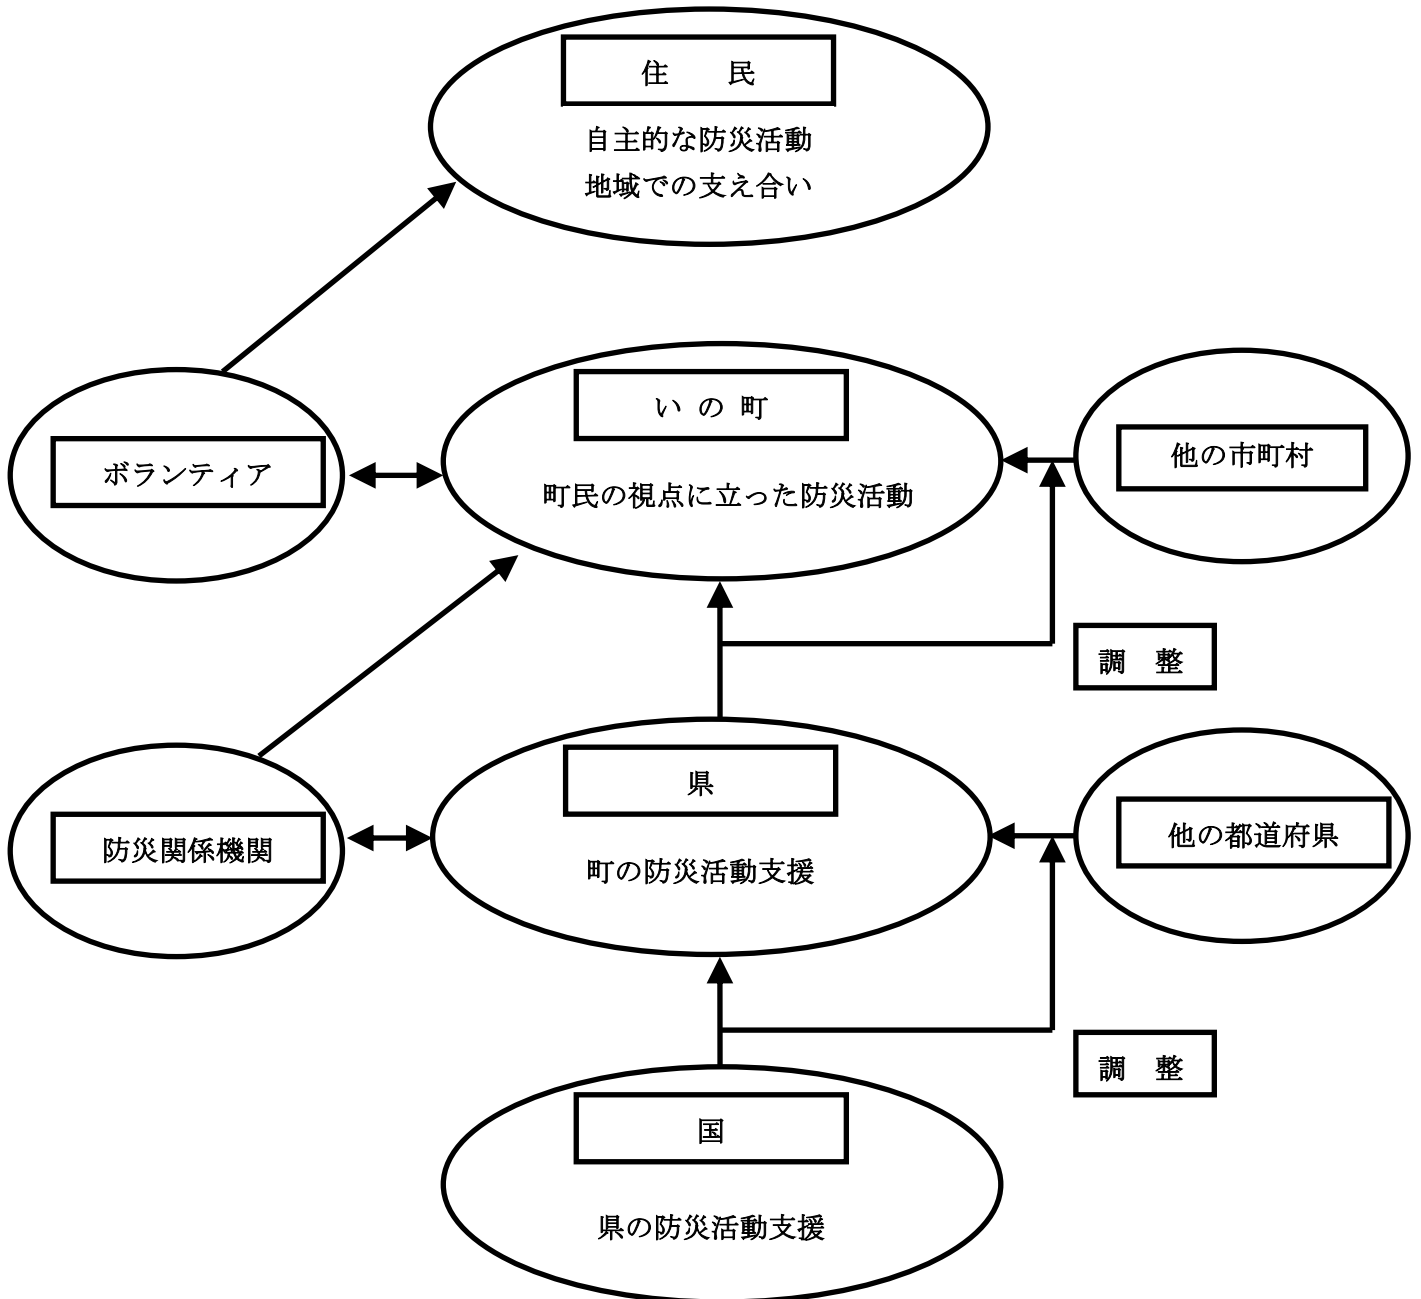 住　　民
自主的な防災活動
地域での支え合い
い の 町
町民の視点に立った防災活動
ボランティア
他の市町村
調　整
県
町の防災活動支援
防災関係機関
他の都道府県
調　整
国
県の防災活動支援